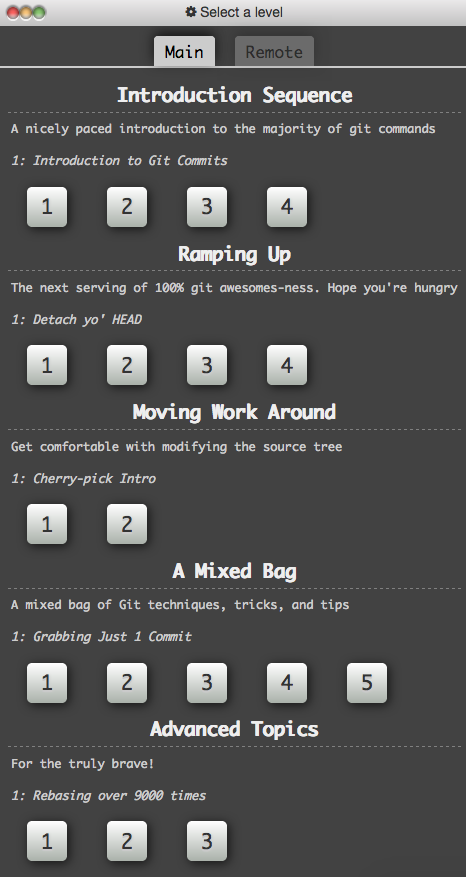 Select a level
Main Remote
Introduction Sequence
A nicely paced introduction to the majority of git commands
1: Introduction to Git Commits
1 2 3 4
Ramping Up
The next serving of 100% git awesomes-ness. Hope you're hungry
1: Detach yo' HEAD
1 2 3 4
Moving Work Around
Get comfortable with modifying the source tree
1: Cherry-pick Intro
1 2
A Mixed Bag
A mixed bag of Git techniques, tricks, and tips
1: Grabbing Just 1 Commit
1 2 3 4 5
Advanced Topics
For the truly brave!
1: Rebasing over 9000 times
1 2 3